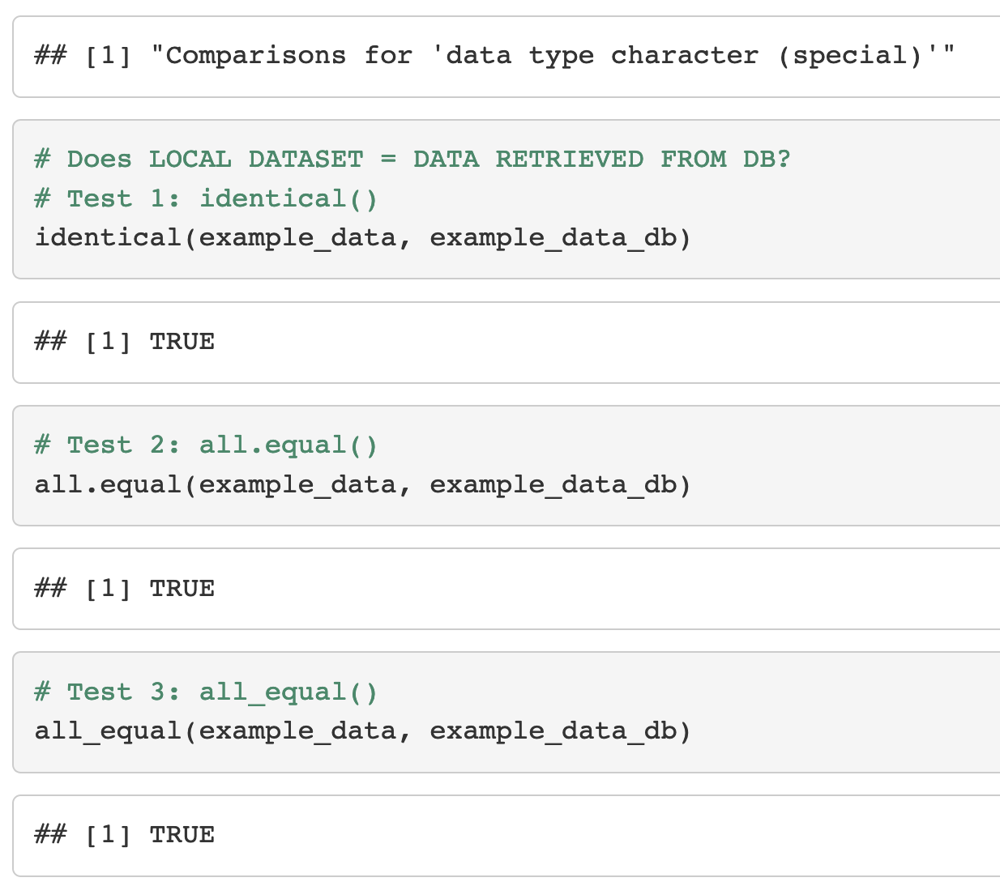 ## [1] "Comparisons for 'data type character (special)'"
# Does LOCAL DATASET = DATA RETRIEVED FROM DB?
# Test 1: identical()
identical(example_data, example_data_db)
## [1] TRUE
# Test 2: all.equal()
all.equal(example_data, example_data_db)
## [1] TRUE
# Test 3: all_equal()
all_equal(example_data, example_data_db)
## [1] TRUE